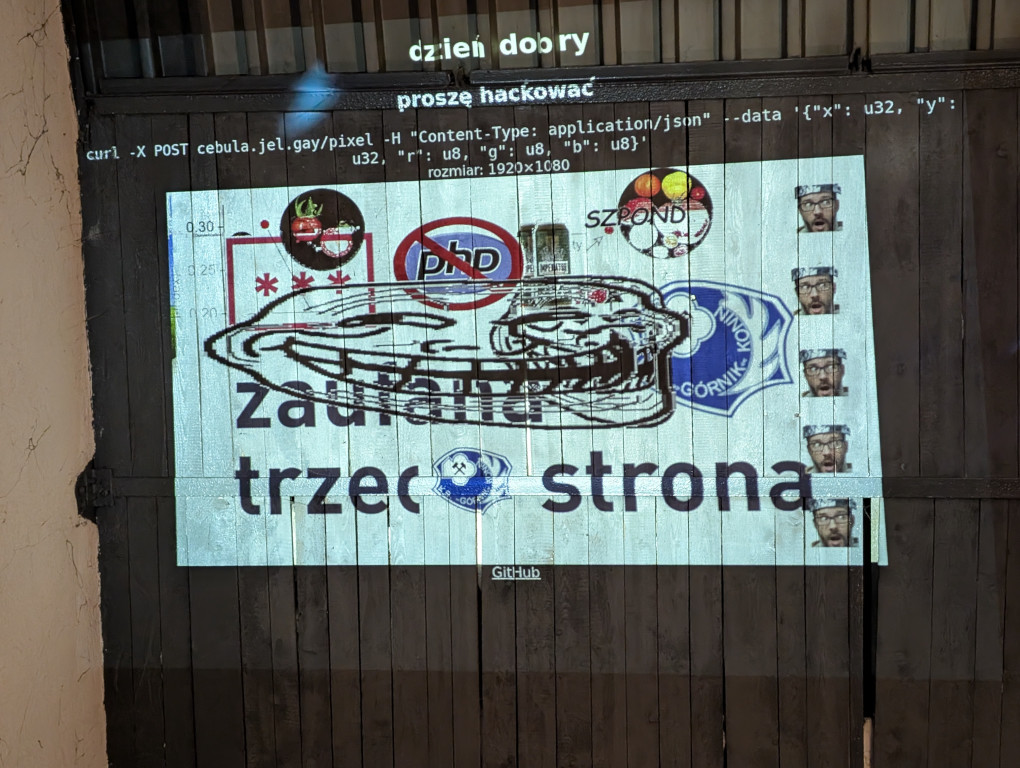 dzień dobry
proszę hackować
curl -X POST cebula.jel.gay/pixel -H "Content-Type: application/json" --data '{"x": u32, "y":
u32, "r": u8, "g": u8, "b": u8}'
rozmiar: 1920×1080
0.30
SZPOND
php
0.25
***
0.20
GÓRNIK
KONIN
zaufana
trzec strona
GÓRNIK
GitHub